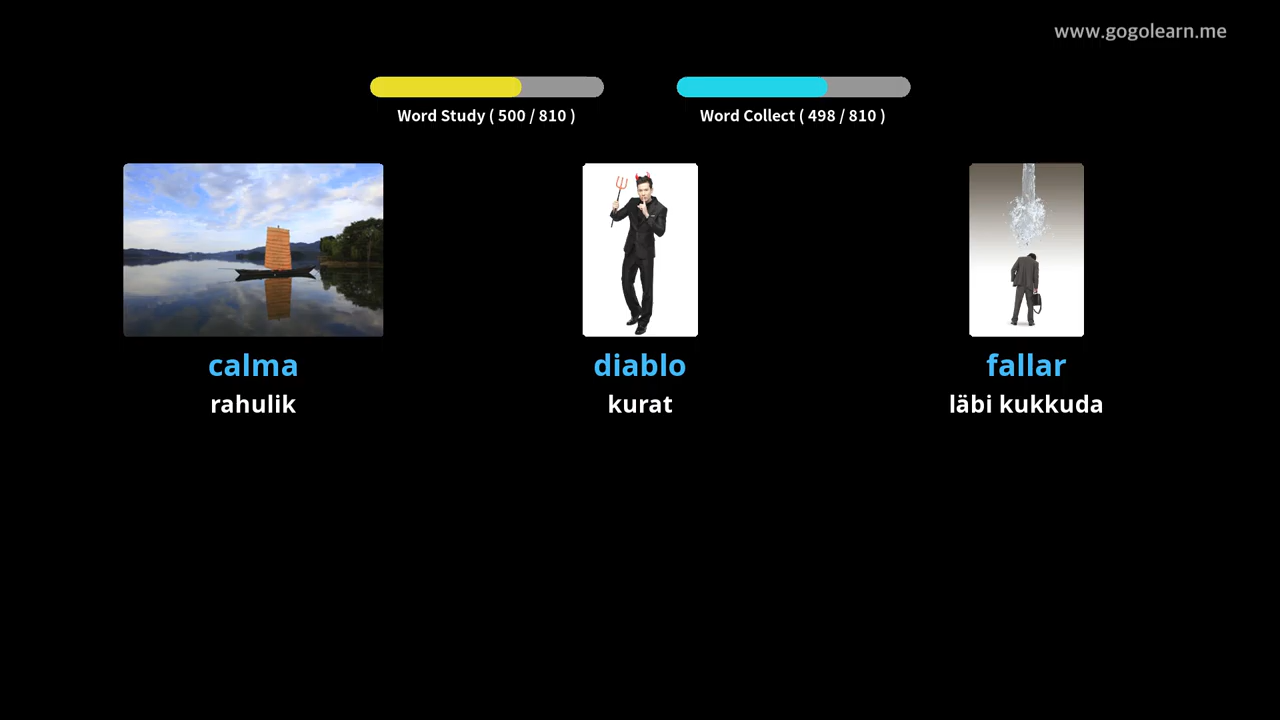 www.gogolearn.me
Word Study ( 500 / 810 )
Word Collect ( 498 / 810 )
calma
rahulik
diablo
kurat
fallar
läbi kukkuda